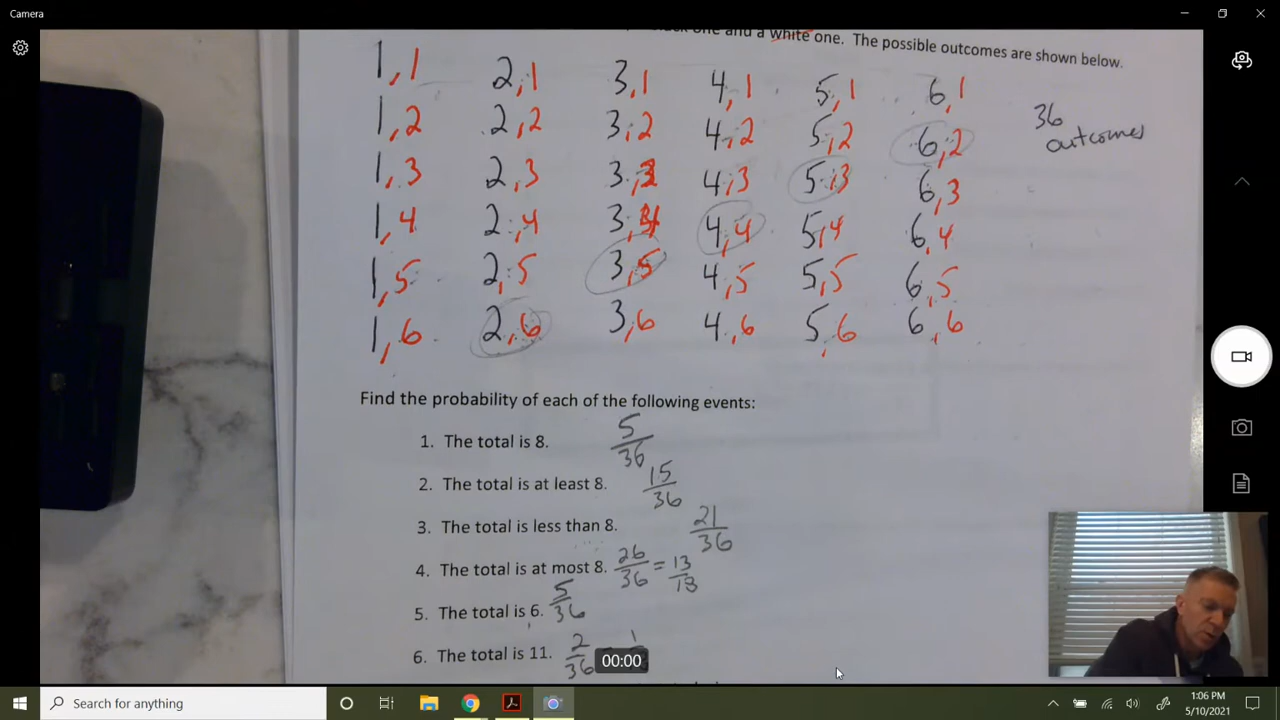 Camera
one and a white one. The possible outcomes are shown below.
1,1 2,1 3,1 4,1 5,1 6,1
1,2 2,2 3,2 4,2 5,2 6,2
1,3 2,3 3,3 4,3 5,3 6,3
1,4 2,4 3,4 4,4 5,4 6,4
1,5 2,5 3,5 4,5 5,5 6,5
1,6 2,6 3,6 4,6 5,6 6,6
36
outcomes
Find the probability of each of the following events:
1. The total is 8. 5/36
2. The total is at least 8. 15/36
3. The total is less than 8. 21/36
4. The total is at most 8. 26/36 = 13/18
5. The total is 6. 5/36
6. The total is 11. 2/36
00:00
Search for anything
1:06 PM
5/10/2021